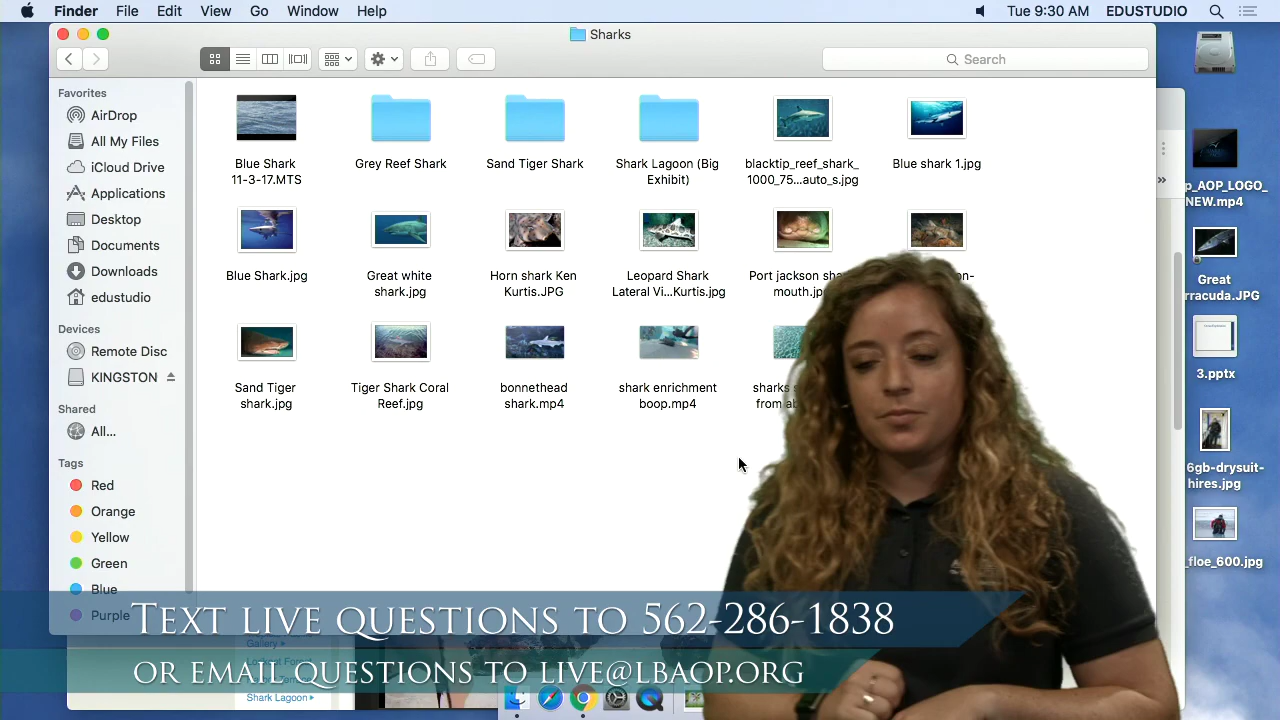 Finder File Edit View Go Window Help Tue 9:30 AM EDUSTUDIO
Sharks
Search
Favorites
AirDrop
All My Files
iCloud Drive
Applications
Desktop
Documents
Downloads
edustudio
Devices
Remote Disc
KINGSTON
Shared
All...
Tags
Red
Orange
Yellow
Green
Blue
Purple
Blue Shark
11-3-17.MTS
Grey Reef Shark
Sand Tiger Shark
Shark Lagoon (Big
Exhibit)
blacktip_reef_shark_
1000_75...auto_s.jpg
Blue shark 1.jpg
Blue Shark.jpg
Great white
shark.jpg
Horn shark Ken
Kurtis.JPG
Leopard Shark
Lateral Vi...Kurtis.jpg
Port jackson
Sand Tiger
shark.jpg
Tiger Shark Coral
Reef.jpg
bonnethead
shark.mp4
shark enrichment
boop.mp4
sharks
from
p_AOP_LOGO_
NEW.mp4
Great
rracuda.JPG
3.pptx
6gb-drysuit-
hires.jpg
_floe_600.jpg
Text live questions to 562-286-1838
or email questions to live@lbaop.org
Gallery
Shark Lagoon